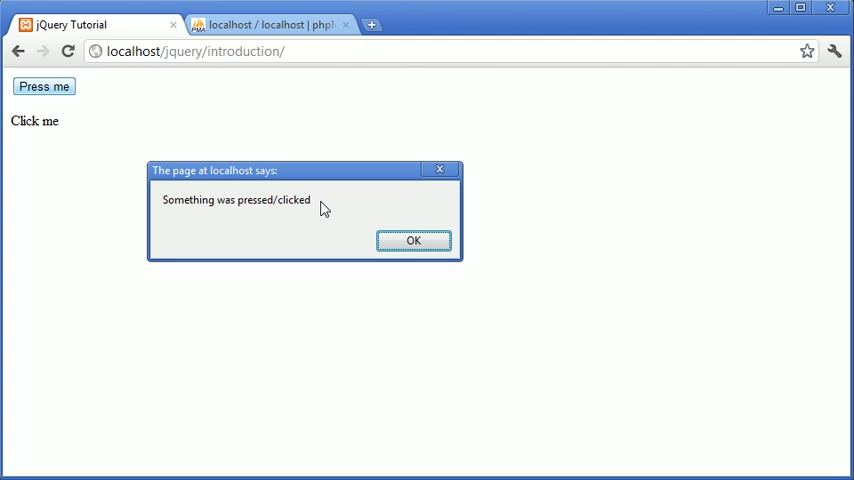 jQuery Tutorial
localhost / localhost | phpM
localhost/jquery/introduction/
Press me
Click me
The page at localhost says:
Something was pressed/clicked
OK